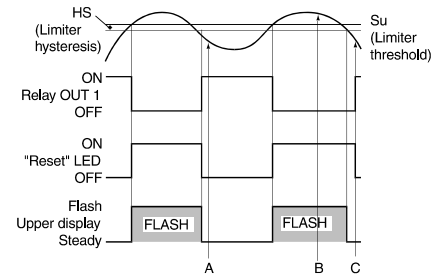 HS
(Limiter
hysteresis)
Su
(Limiter
threshold)
ON
Relay OUT 1
OFF
ON
"Reset" LED
OFF
Flash
Upper display
Steady
FLASH
FLASH
A
B
C